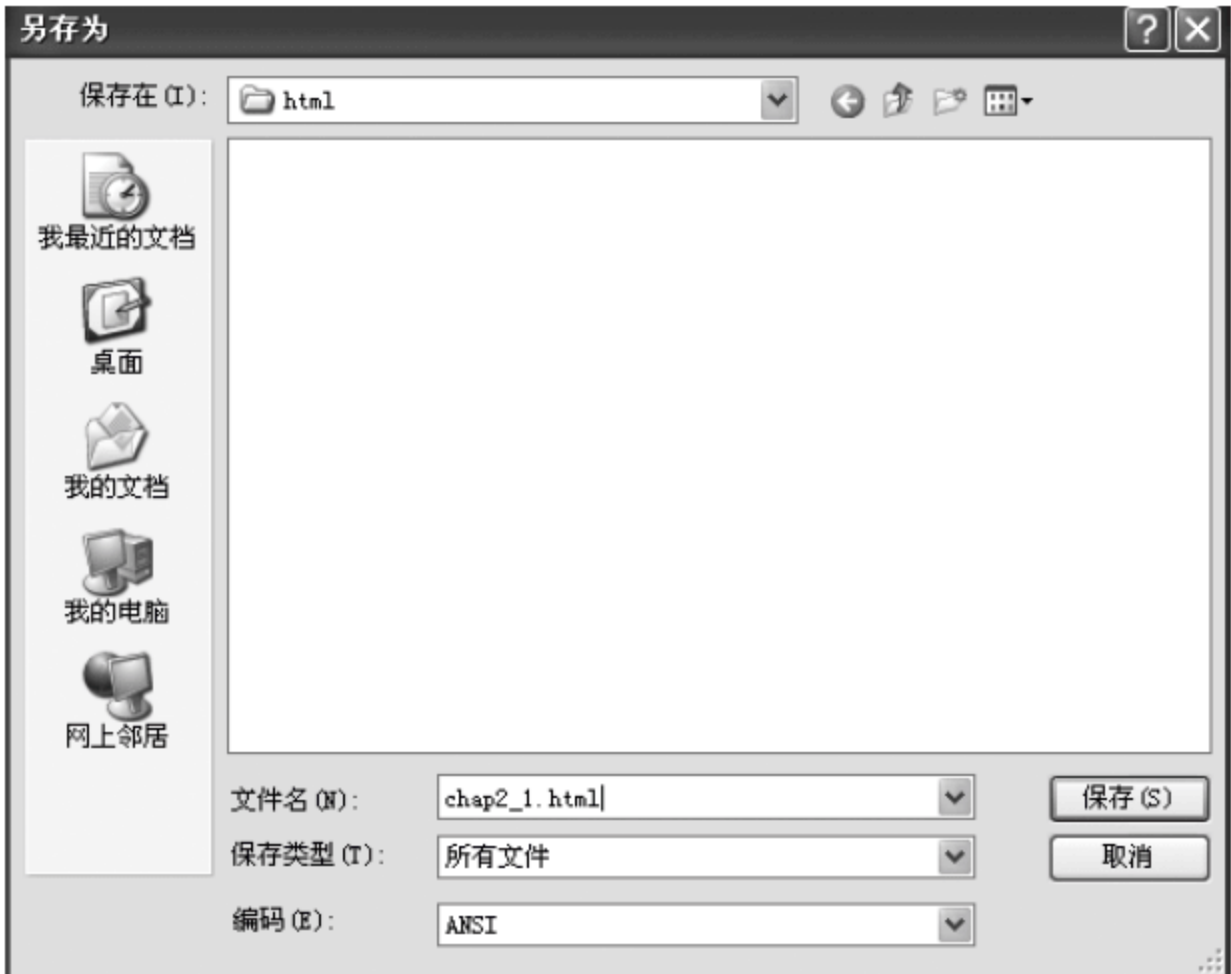 另存为
保存在(I):
html
我最近的文档
桌面
我的文档
我的电脑
网上邻居
文件名(N):
chap2_1.html
保存(S)
保存类型(T):
所有文件
取消
编码(E):
ANSI